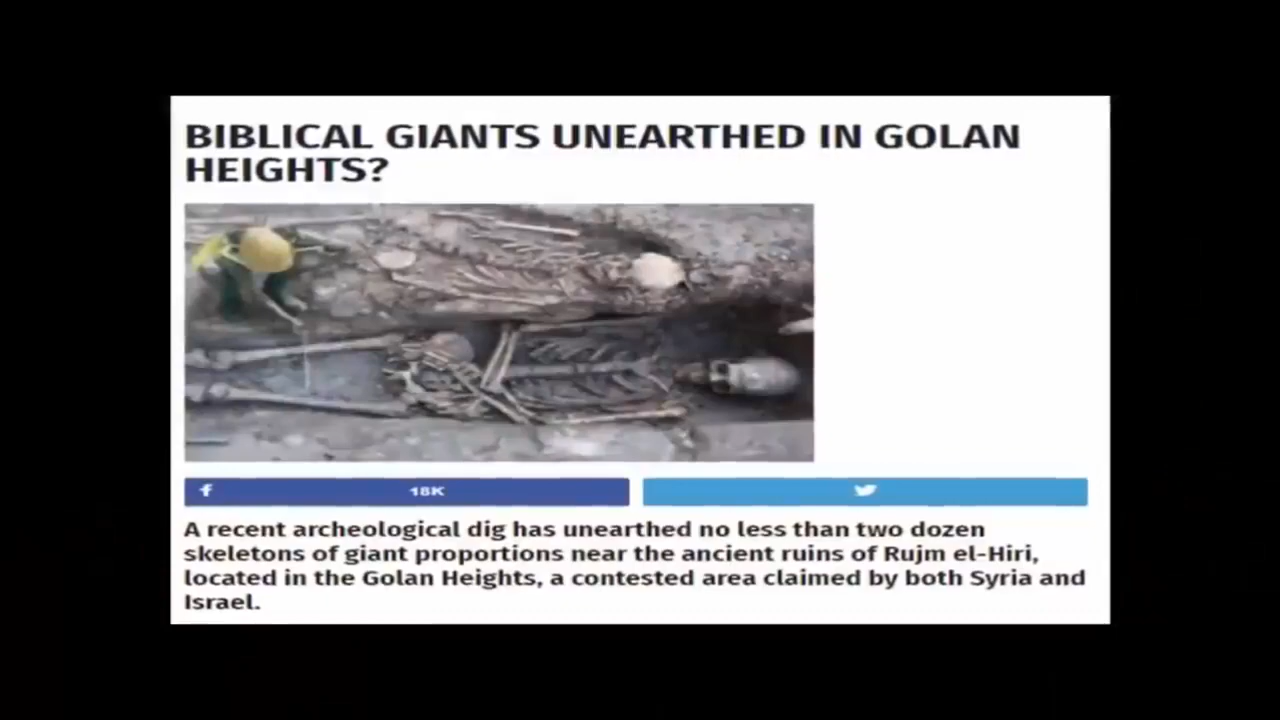 BIBLICAL GIANTS UNEARTHED IN GOLAN
HEIGHTS?
18K
A recent archeological dig has unearthed no less than two dozen
skeletons of giant proportions near the ancient ruins of Rujm el-Hiri,
located in the Golan Heights, a contested area claimed by both Syria and
Israel.